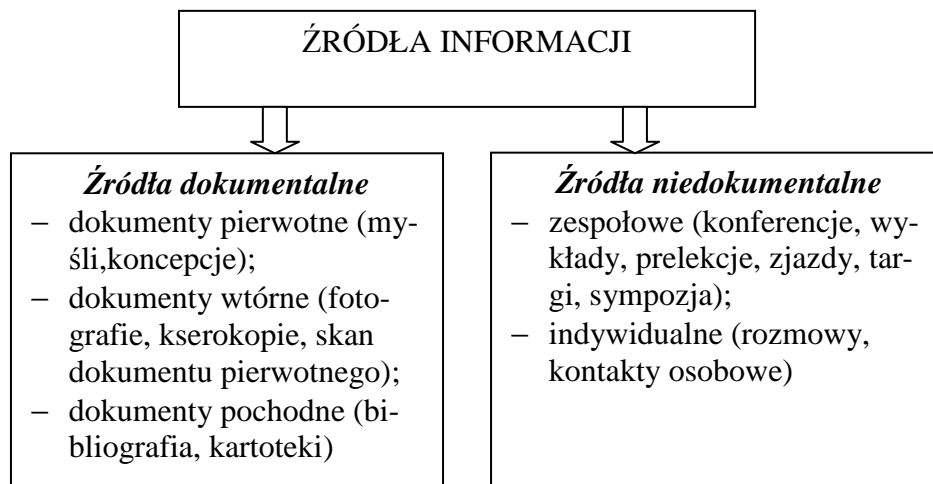 ŹRÓDŁA INFORMACJI
Źródła dokumentalne
– dokumenty pierwotne (my-
śli,koncepcje);
– dokumenty wtórne (foto-
grafie, kserokopie, skan
dokumentu pierwotnego);
– dokumenty pochodne (bi-
bliografia, kartoteki)
Źródła niedokumentalne
– zespołowe (konferencje, wy-
kłady, prelekcje, zjazdy, tar-
gi, sympozja);
– indywidualne (rozmowy,
kontakty osobowe)